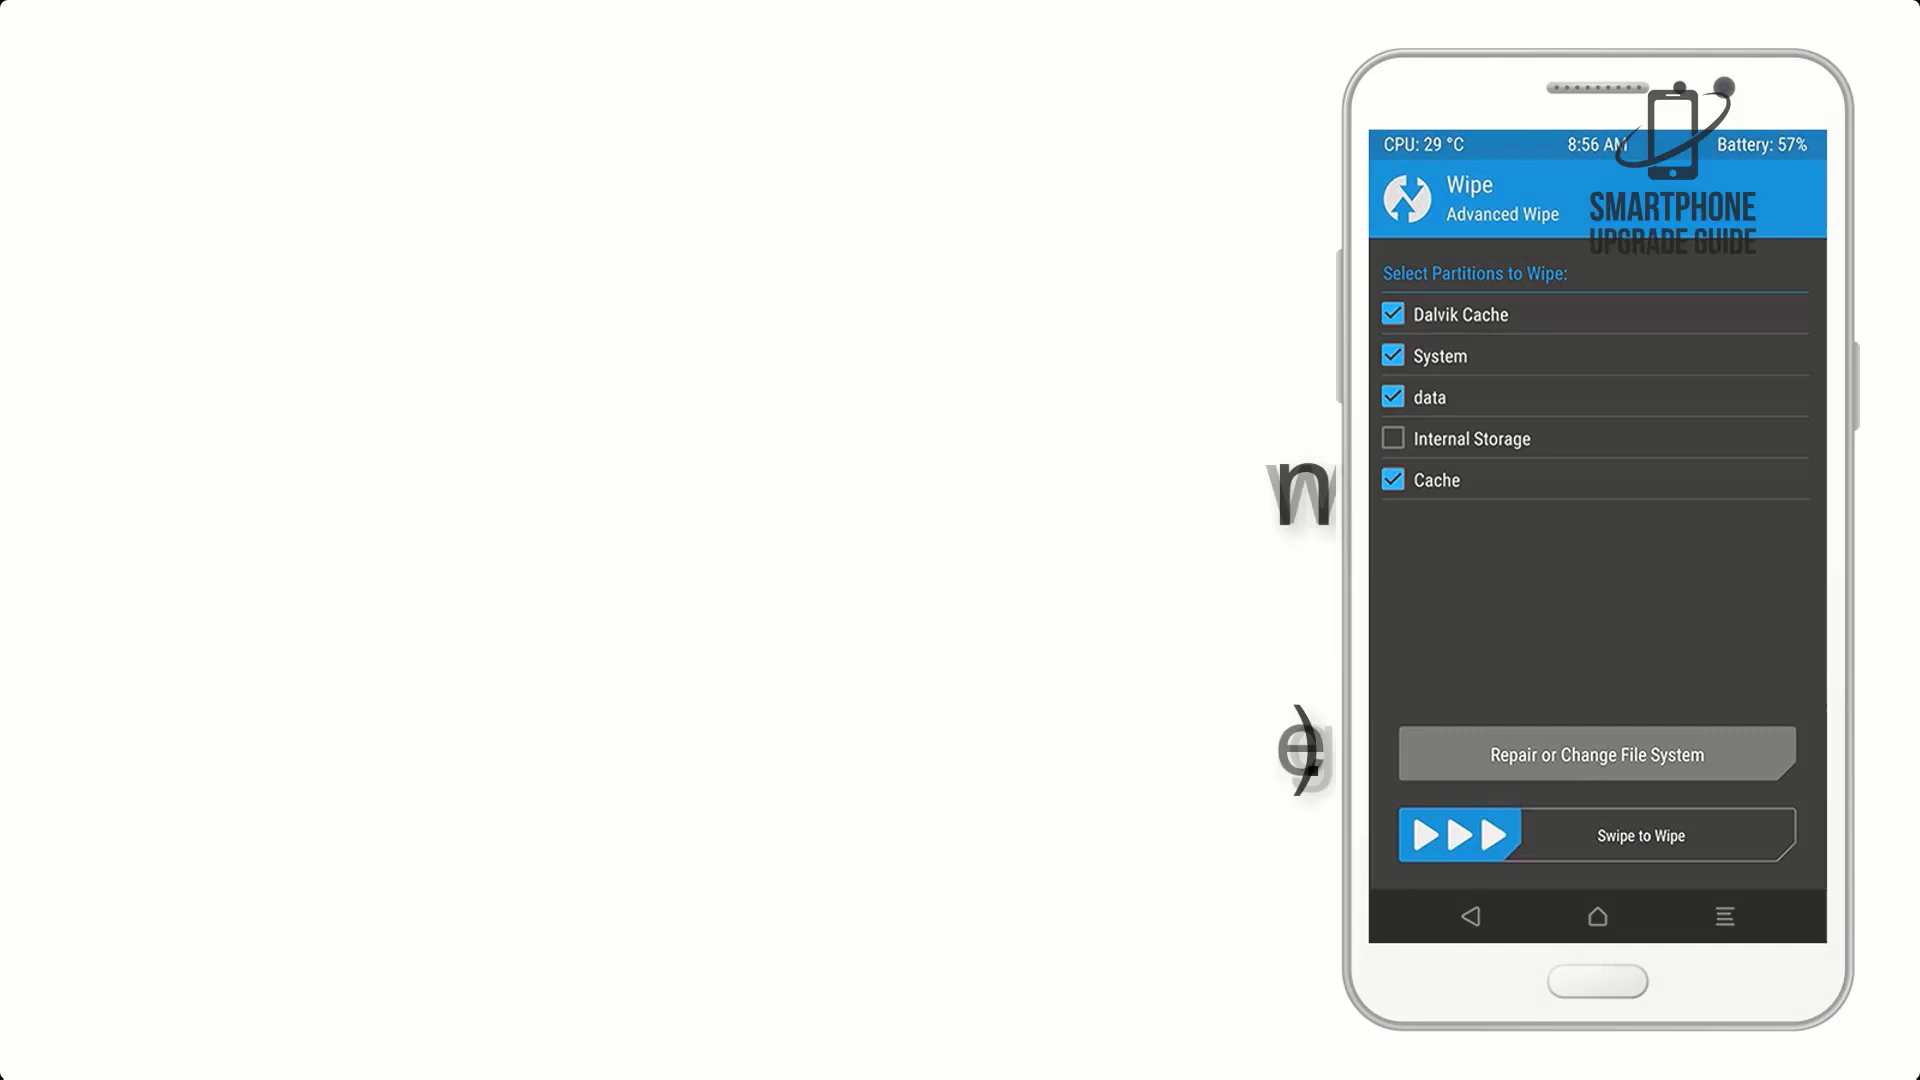 CPU: 29 °C 8:56 AM Battery: 57%
Wipe
Advanced Wipe
SMARTPHONE
UPGRADE GUIDE
Select Partitions to Wipe:
Dalvik Cache
System
data
Internal Storage
Cache
Repair or Change File System
Swipe to Wipe